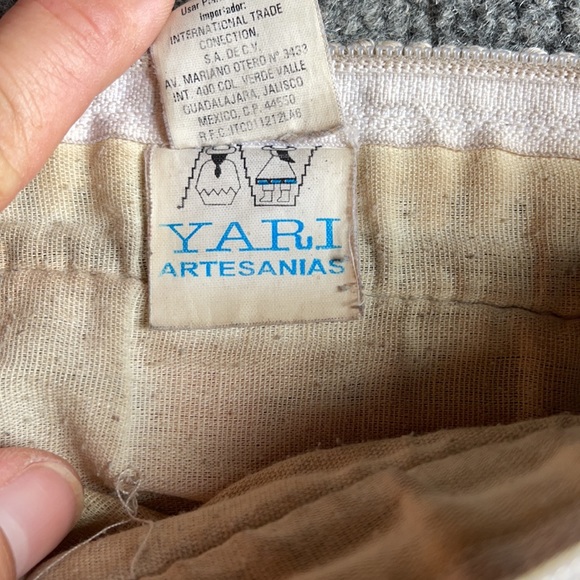 Importador:
INTERNATIONAL TRADE
CONECTION,
S.A. DE C.V.
AV. MARIANO OTERO Nº 3433
INT. 400 COL. VERDE VALLE
GUADALAJARA, JALISCO
MEXICO, C.P. 44550
R.F.C. ITC011212LA6
YARI
ARTESANIAS